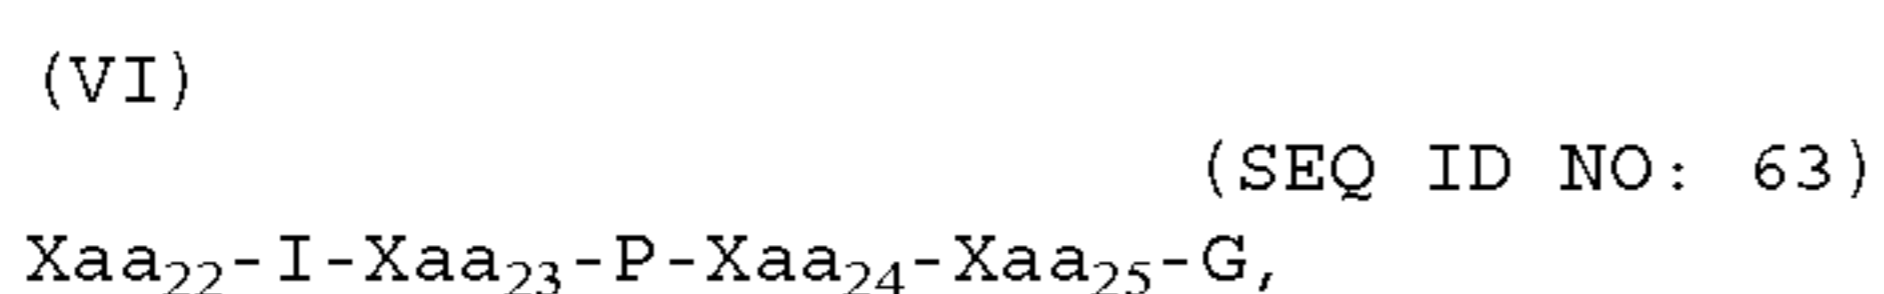 (VI)
(SEQ ID NO: 63)
Xaa₂₂-I-Xaa₂₃-P-Xaa₂₄-Xaa₂₅-G,